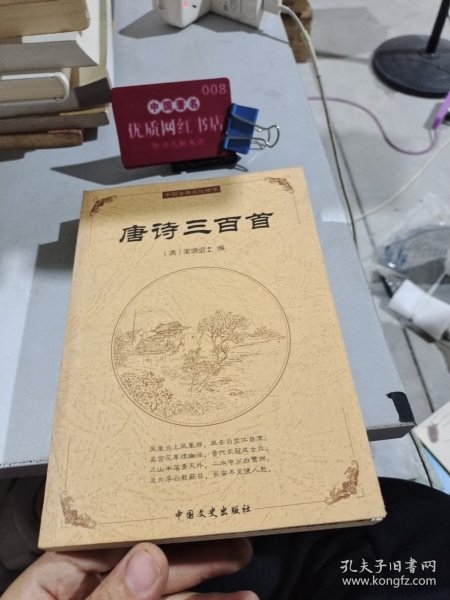 008
中国書店
优质网红书店
中国古典文化精华
唐诗三百首
（清）蘅塘退士 编
凤凰台上凤凰游，凤去台空江自流。
吴宫花草埋幽径，晋代衣冠成古丘。
三山半落青天外，二水中分白鹭洲。
总为浮云能蔽日，长安不见使人愁。
中国文史出版社
孔夫子旧书网
www.kongfz.com